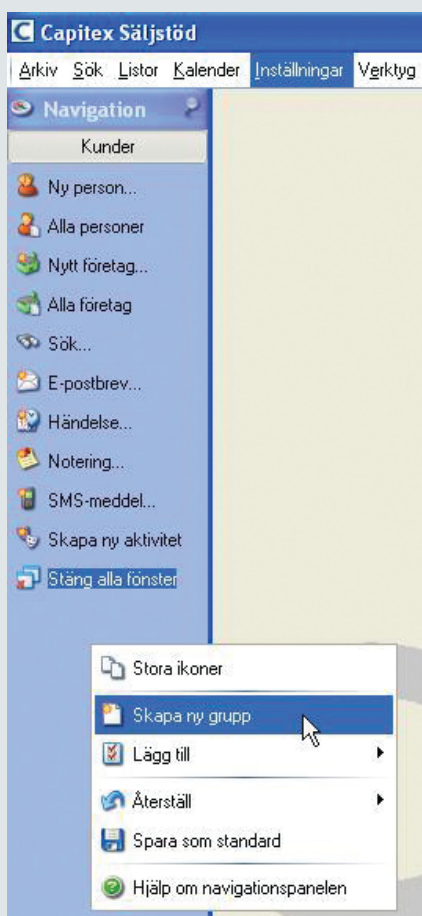 Capitex Säljstöd
Arkiv Sök Listor Kalender Inställningar Verktyg
Navigation
Kunder
Ny person...
Alla personer
Nytt företag...
Alla företag
Sök...
E-postbrev...
Händelse...
Notering...
SMS-meddel...
Skapa ny aktivitet
Stäng alla fönster
Stora ikoner
Skapa ny grupp
Lägg till
Återställ
Spara som standard
Hjälp om navigationspanelen